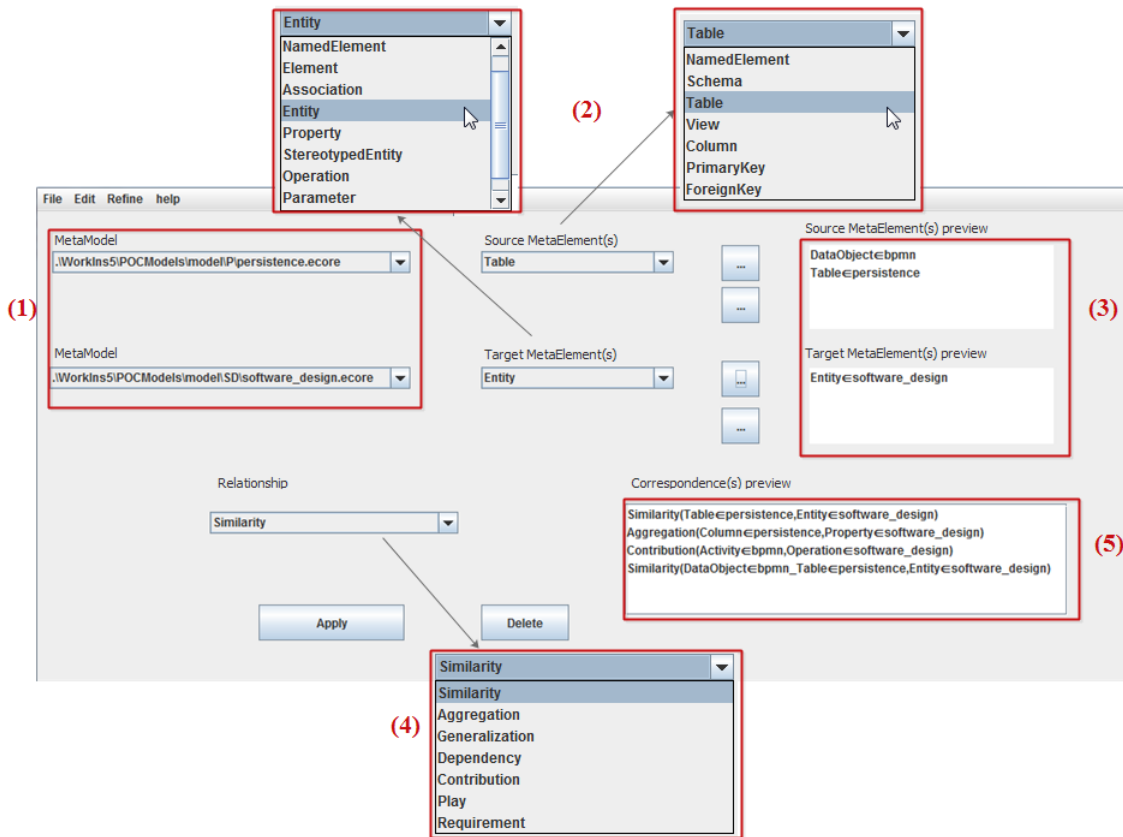 Entity
NamedElement
Element
Association
Entity
Property
StereotypedEntity
Operation
Parameter
(2)
Table
NamedElement
Schema
Table
View
Column
PrimaryKey
ForeignKey
File Edit Refine help
(1)
MetaModel
.\WorkIns5\POCModels\model\P\persistence.ecore
MetaModel
.\WorkIns5\POCModels\model\SD\software_design.ecore
Source MetaElement(s)
Table
...
...
Target MetaElement(s)
Entity
...
...
Source MetaElement(s) preview
DataObject∈bpmn
Table∈persistence
(3)
Target MetaElement(s) preview
Entity∈software_design
Relationship
Similarity
Correspondence(s) preview
Similarity(Table∈persistence,Entity∈software_design)
Aggregation(Column∈persistence,Property∈software_design)
Contribution(Activity∈bpmn,Operation∈software_design)
Similarity(DataObject∈bpmn_Table∈persistence,Entity∈software_design)
(5)
Apply
Delete
(4)
Similarity
Similarity
Aggregation
Generalization
Dependency
Contribution
Play
Requirement